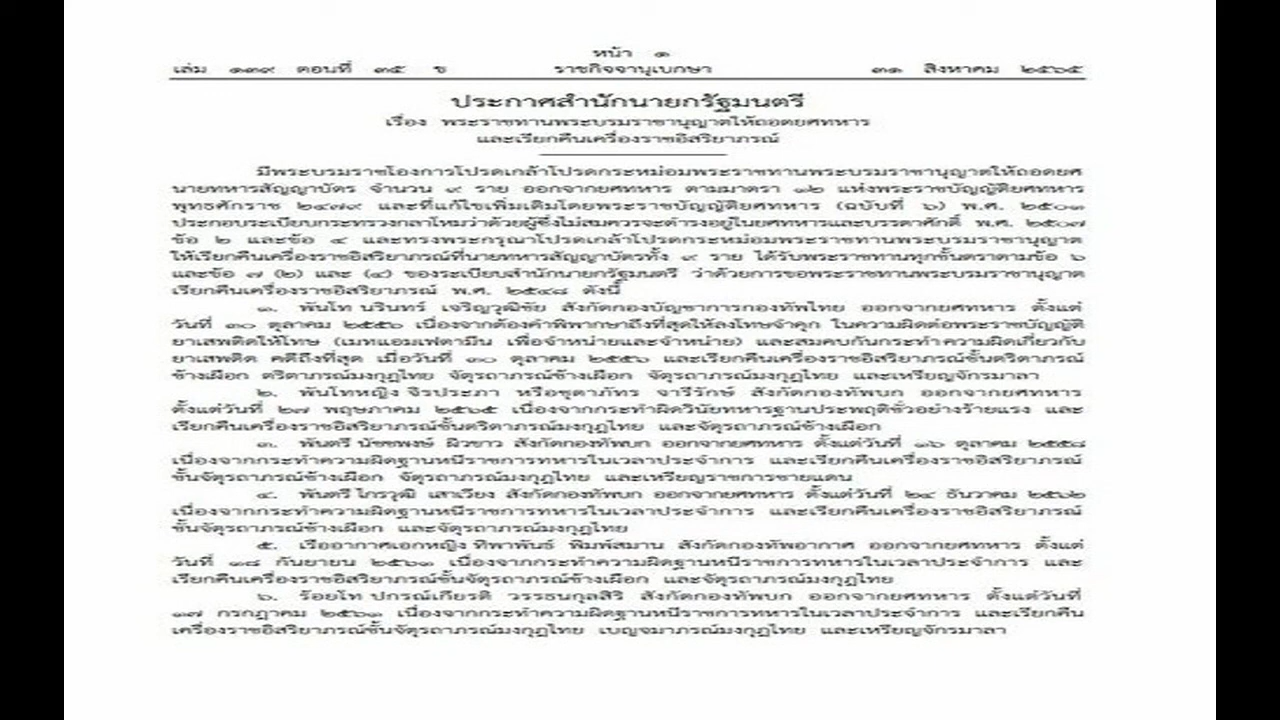 หน้า ๑
เล่ม ๑๓๙ ตอนที่ ๓๕ ข ราชกิจจานุเบกษา ๓๑ สิงหาคม ๒๕๖๕
ประกาศสำนักนายกรัฐมนตรี
เรื่อง พระราชทานพระบรมราชานุญาตให้ถอดยศทหาร
และเรียกคืนเครื่องราชอิสริยาภรณ์
มีพระบรมราชโองการโปรดเกล้าโปรดกระหม่อมพระราชทานพระบรมราชานุญาตให้ถอดยศ
นายทหารสัญญาบัตร จำนวน ๙ ราย ออกจากยศทหาร ตามมาตรา ๑๒ แห่งพระราชบัญญัติยศทหาร
พุทธศักราช ๒๔๗๙ และที่แก้ไขเพิ่มเติมโดยพระราชบัญญัติยศทหาร (ฉบับที่ ๖) พ.ศ. ๒๕๐๑
ประกอบระเบียบกระทรวงกลาโหมว่าด้วยผู้ซึ่งไม่สมควรจะดำรงอยู่ในยศทหารและบรรดาศักดิ์ พ.ศ. ๒๕๐๗
ข้อ ๒ และข้อ ๔ และทรงพระกรุณาโปรดเกล้าโปรดกระหม่อมพระราชทานพระบรมราชานุญาต
ให้เรียกคืนเครื่องราชอิสริยาภรณ์ที่นายทหารสัญญาบัตรทั้ง ๙ ราย ได้รับพระราชทานทุกชั้นตราตามข้อ ๖
และข้อ ๗ (๒) และ (๔) ของระเบียบสำนักนายกรัฐมนตรี ว่าด้วยการขอพระราชทานพระบรมราชานุญาต
เรียกคืนเครื่องราชอิสริยาภรณ์ พ.ศ. ๒๕๔๘ ดังนี้
๑. พันโท นรินทร์ เจริญวุฒิชัย สังกัดกองบัญชาการกองทัพไทย ออกจากยศทหาร ตั้งแต่
วันที่ ๓๐ ตุลาคม ๒๕๕๖ เนื่องจากต้องคำพิพากษาถึงที่สุดให้ลงโทษจำคุก ในความผิดต่อพระราชบัญญัติ
ยาเสพติดให้โทษ (เมทแอมเฟตามีน เพื่อจำหน่ายและจำหน่าย) และสมคบกันกระทำความผิดเกี่ยวกับ
ยาเสพติด คดีถึงที่สุด เมื่อวันที่ ๓๐ ตุลาคม ๒๕๕๖ และเรียกคืนเครื่องราชอิสริยาภรณ์ชั้นตริตาภรณ์
ช้างเผือก ตริตาภรณ์มงกุฎไทย จัตุรถาภรณ์ช้างเผือก จัตุรถาภรณ์มงกุฎไทย และเหรียญจักรมาลา
๒. พันโทหญิง จิรประภา หรือชุดาภัทร จารีรักษ์ สังกัดกองทัพบก ออกจากยศทหาร
ตั้งแต่วันที่ ๒๗ พฤษภาคม ๒๕๖๕ เนื่องจากกระทำผิดวินัยทหารฐานประพฤติชั่วอย่างร้ายแรง และ
เรียกคืนเครื่องราชอิสริยาภรณ์ชั้นตริตาภรณ์มงกุฎไทย และจัตุรถาภรณ์ช้างเผือก
๓. พันตรี นัชชพงษ์ ผิวขาว สังกัดกองทัพบก ออกจากยศทหาร ตั้งแต่วันที่ ๑๖ ตุลาคม ๒๕๕๘
เนื่องจากกระทำความผิดฐานหนีราชการทหารในเวลาประจำการ และเรียกคืนเครื่องราชอิสริยาภรณ์
ชั้นจัตุรถาภรณ์ช้างเผือก จัตุรถาภรณ์มงกุฎไทย และเหรียญราชการชายแดน
๔. พันตรี ไกรวุฒิ เสาเวียง สังกัดกองทัพบก ออกจากยศทหาร ตั้งแต่วันที่ ๒๔ ธันวาคม ๒๕๖๒
เนื่องจากกระทำความผิดฐานหนีราชการทหารในเวลาประจำการ และเรียกคืนเครื่องราชอิสริยาภรณ์
ชั้นจัตุรถาภรณ์ช้างเผือก และจัตุรถาภรณ์มงกุฎไทย
๕. เรืออากาศเอกหญิง ทิพาพันธ์ พิมพ์สมาน สังกัดกองทัพอากาศ ออกจากยศทหาร ตั้งแต่
วันที่ ๑๘ กันยายน ๒๕๖๑ เนื่องจากกระทำความผิดฐานหนีราชการทหารในเวลาประจำการ และ
เรียกคืนเครื่องราชอิสริยาภรณ์ชั้นจัตุรถาภรณ์ช้างเผือก และจัตุรถาภรณ์มงกุฎไทย
๖. ร้อยโท ปกรณ์เกียรติ วรรธนกุลสิริ สังกัดกองทัพบก ออกจากยศทหาร ตั้งแต่วันที่
๑๗ กรกฎาคม ๒๕๖๑ เนื่องจากกระทำความผิดฐานหนีราชการทหารในเวลาประจำการ และเรียกคืน
เครื่องราชอิสริยาภรณ์ชั้นจัตุรถาภรณ์มงกุฎไทย เบญจมาภรณ์มงกุฎไทย และเหรียญจักรมาลา